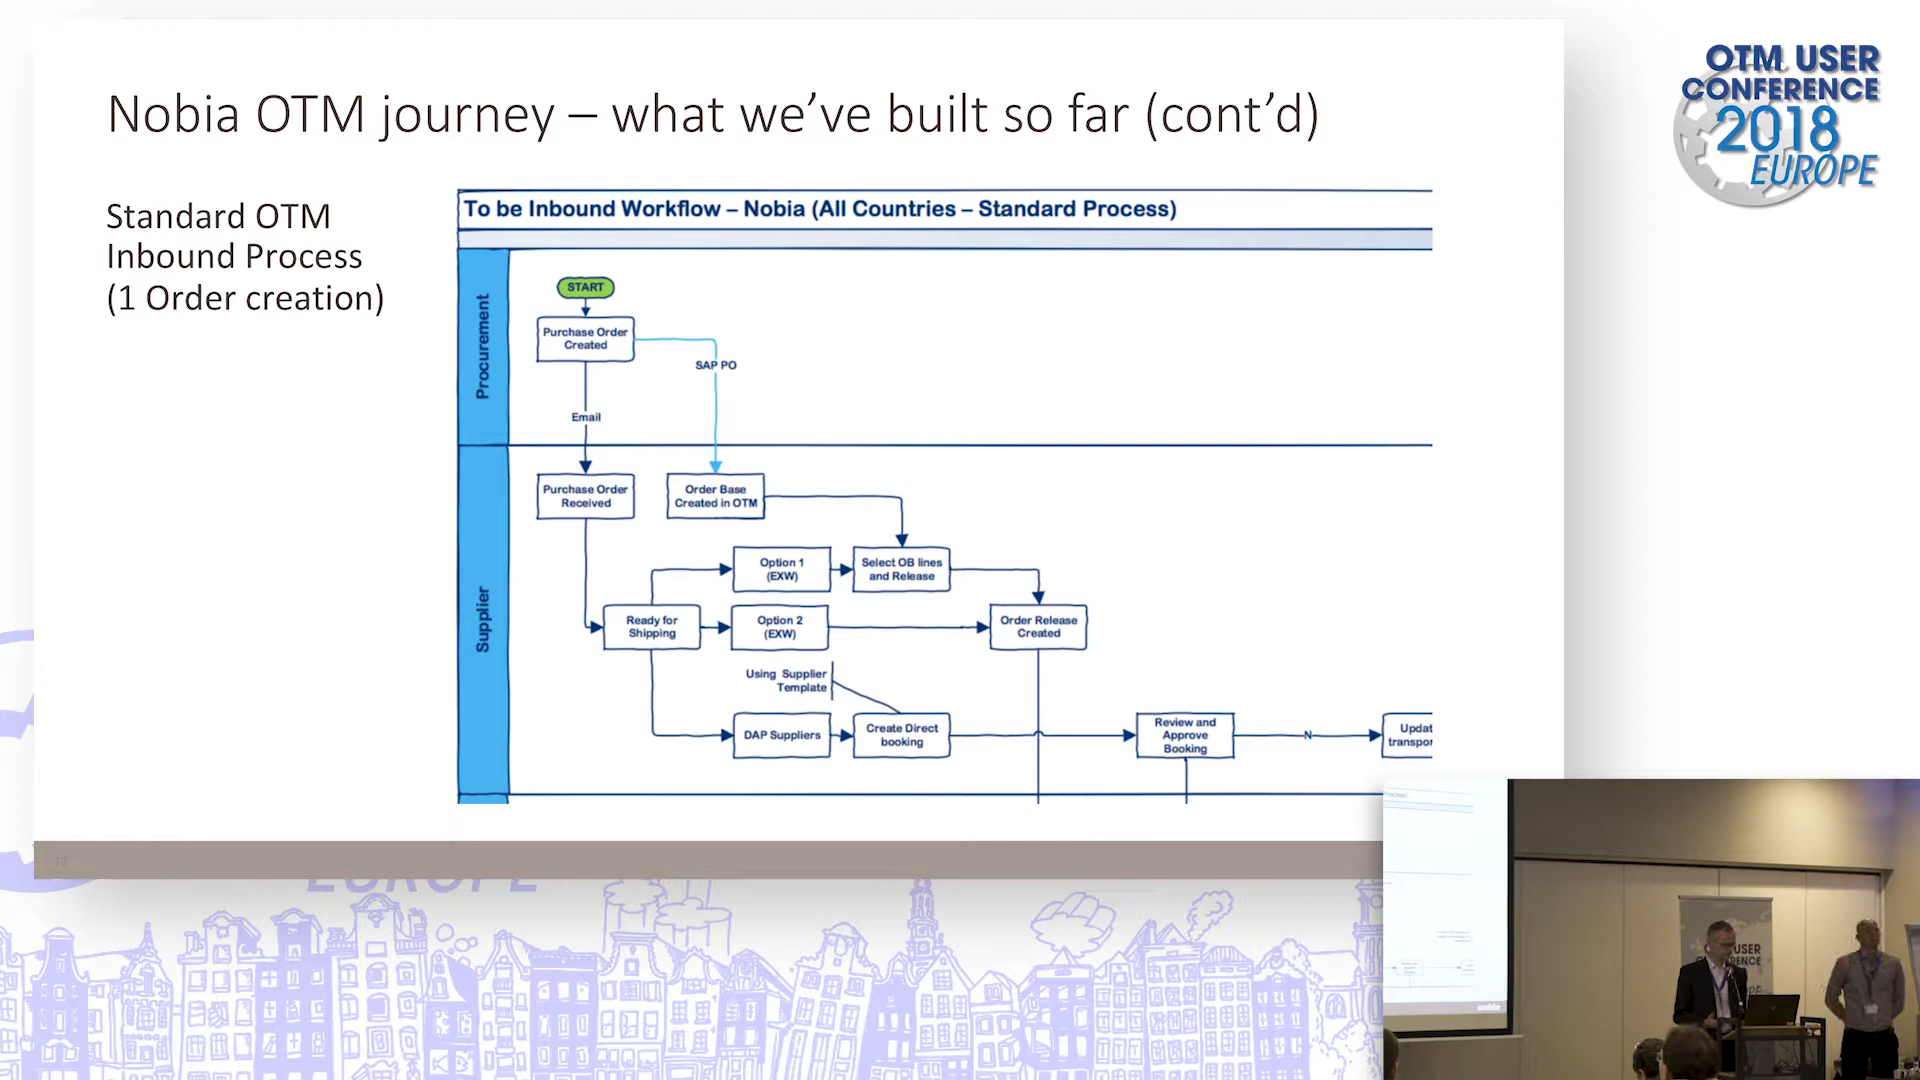 Nobia OTM journey – what we've built so far (cont'd)
OTM USER
CONFERENCE
2018
EUROPE
Standard OTM
Inbound Process
(1 Order creation)
To be Inbound Workflow – Nobia (All Countries – Standard Process)
Procurement
START
Purchase Order
Created
SAP PO
Email
Supplier
Purchase Order
Received
Order Base
Created in OTM
Option 1
(EXW)
Select OB lines
and Release
Ready for
Shipping
Option 2
(EXW)
Order Release
Created
Using Supplier
Template
DAP Suppliers
Create Direct
booking
Review and
Approve
Booking
N
Updat
transpor
17
EUROPE
USER